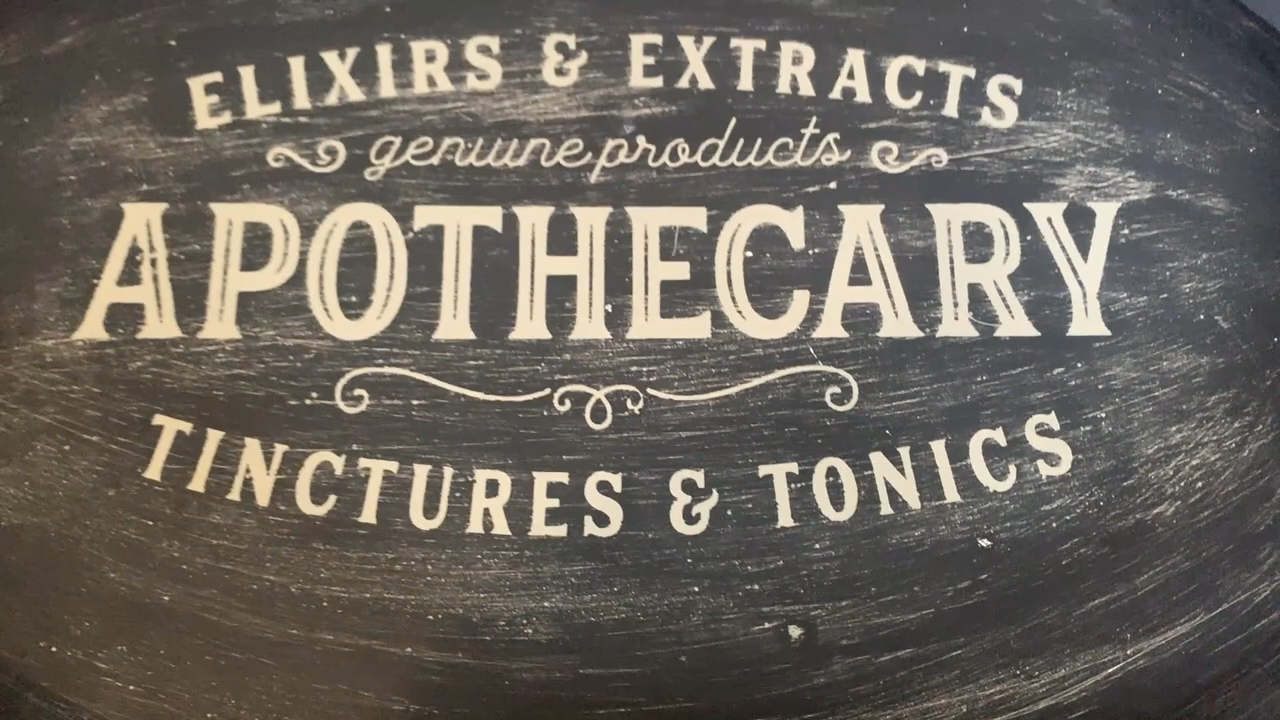 ELIXIRS & EXTRACTS
genuine products
APOTHECARY
TINCTURES & TONICS